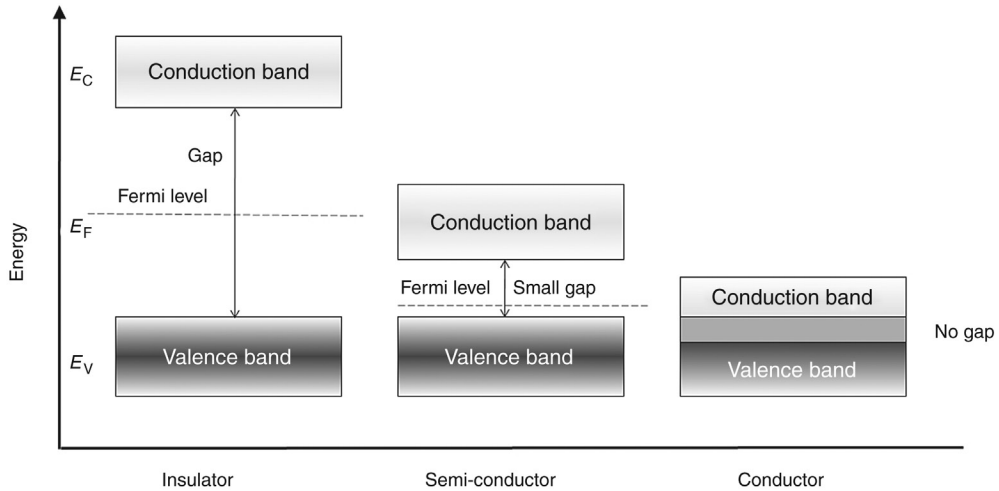 E_C
Conduction band
Gap
Fermi level
E_F
Conduction band
Energy
Fermi level
Small gap
Conduction band
No gap
E_V
Valence band
Valence band
Valence band
Insulator
Semi-conductor
Conductor